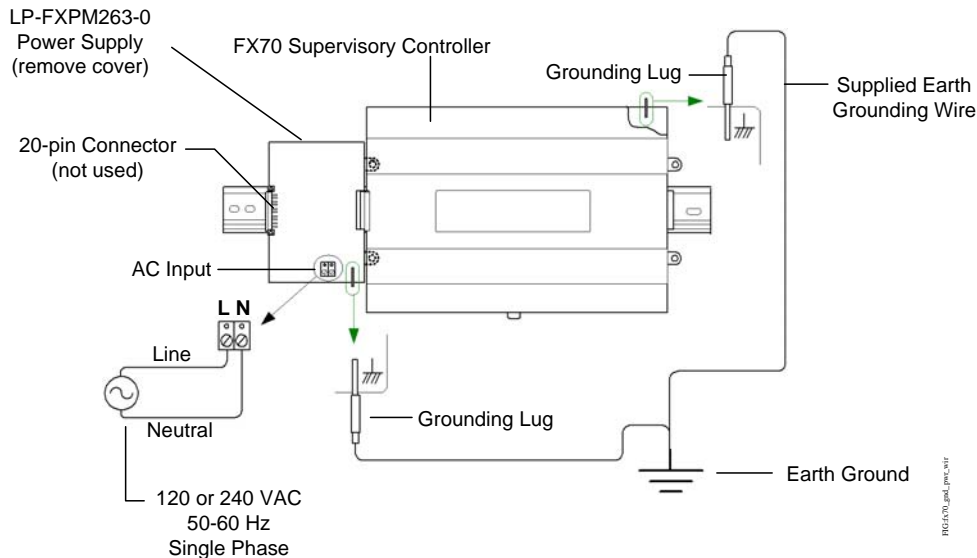 LP-FXPM263-0
Power Supply
(remove cover)
FX70 Supervisory Controller
Grounding Lug
Supplied Earth
Grounding Wire
20-pin Connector
(not used)
AC Input
L N
Line
Neutral
Grounding Lug
Earth Ground
120 or 240 VAC
50-60 Hz
Single Phase
FIG:fx70_gnd_pwr_wir